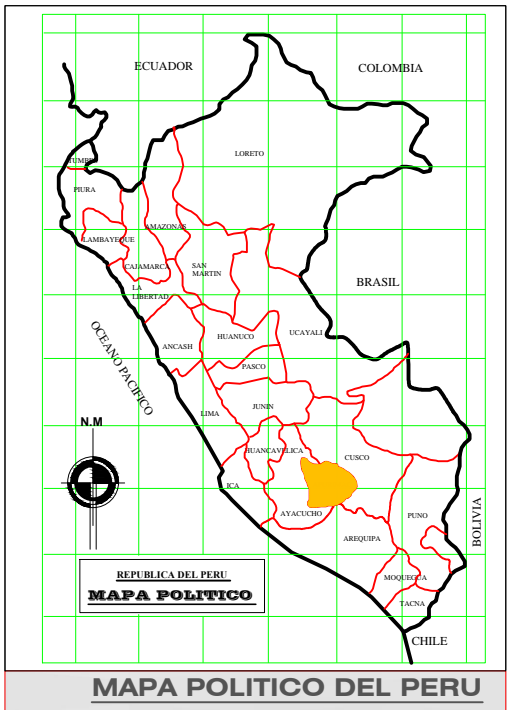 ECUADOR
COLOMBIA
LORETO
TUMBES
PIURA
AMAZONAS
LAMBAYEQUE
CAJAMARCA
SAN
MARTIN
BRASIL
LA
LIBERTAD
OCEANO PACIFICO
HUANUCO
UCAYALI
ANCASH
PASCO
JUNIN
LIMA
N.M
HUANCAVELICA
CUSCO
ICA
AYACUCHO
PUNO
BOLIVIA
AREQUIPA
REPUBLICA DEL PERU
MAPA POLITICO
MOQUEGUA
TACNA
CHILE
MAPA POLITICO DEL PERU